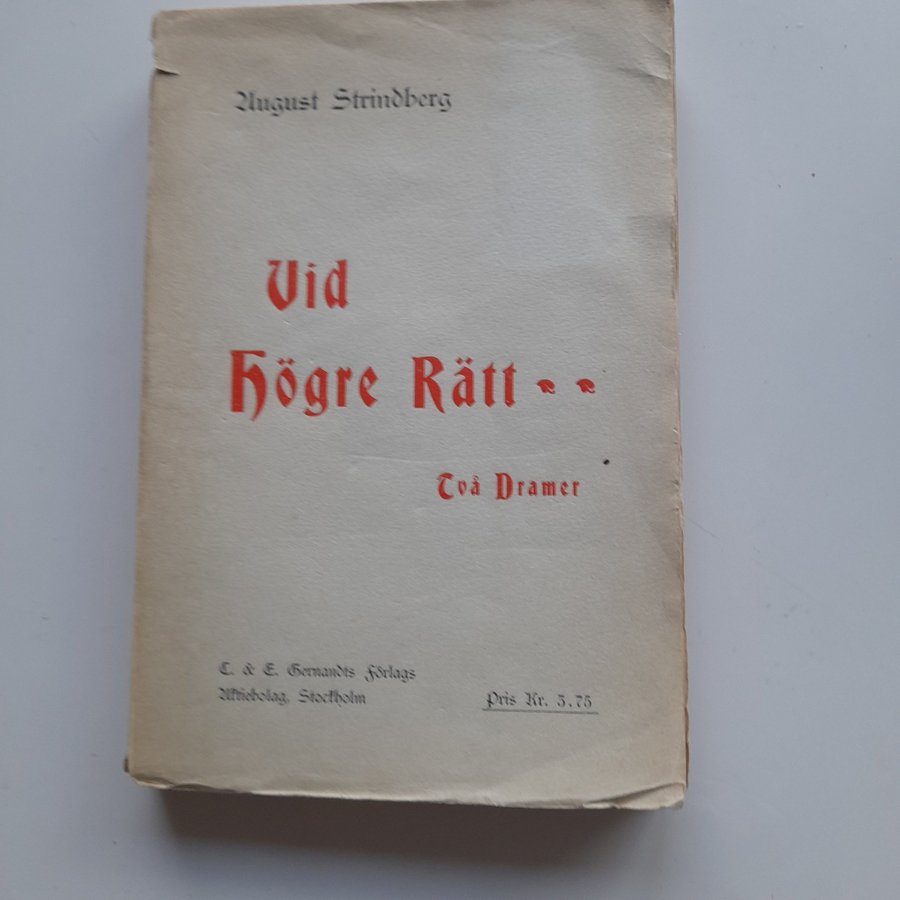 August Strindberg
Vid
Högre Rätt
Två Dramer
C. & E. Gernandts Förlags
Aktiebolag, Stockholm
Pris Kr. 3.75